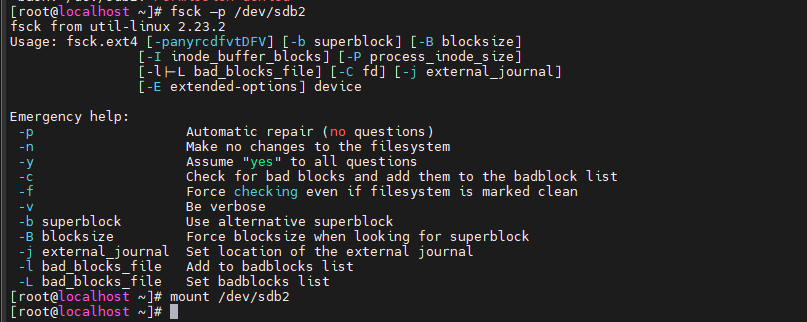 [root@localhost ~]# fsck –p /dev/sdb2
fsck from util-linux 2.23.2
Usage: fsck.ext4 [-panyrcdfvtDFV] [-b superblock] [-B blocksize]
[-I inode_buffer_blocks] [-P process_inode_size]
[-l|-L bad_blocks_file] [-C fd] [-j external_journal]
[-E extended-options] device
Emergency help:
-p Automatic repair (no questions)
-n Make no changes to the filesystem
-y Assume "yes" to all questions
-c Check for bad blocks and add them to the badblock list
-f Force checking even if filesystem is marked clean
-v Be verbose
-b superblock Use alternative superblock
-B blocksize Force blocksize when looking for superblock
-j external_journal Set location of the external journal
-l bad_blocks_file Add to badblocks list
-L bad_blocks_file Set badblocks list
[root@localhost ~]# mount /dev/sdb2
[root@localhost ~]#